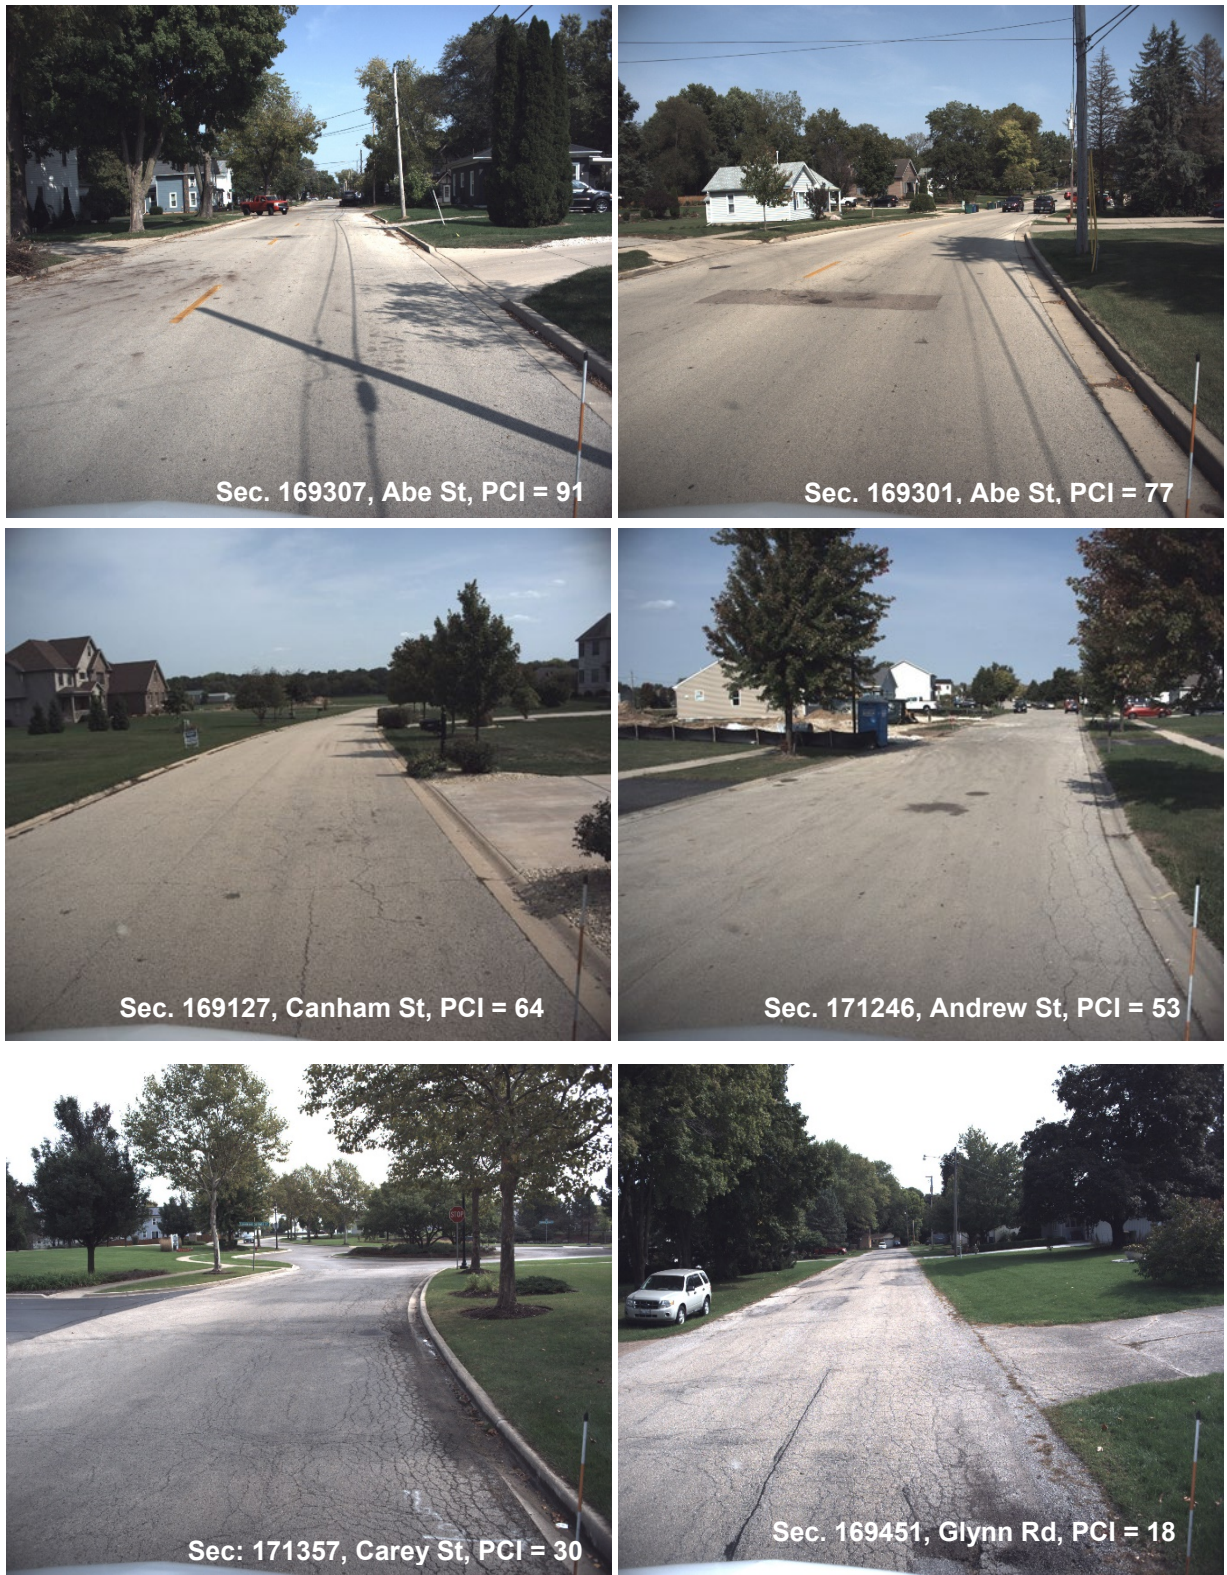 Sec. 169307, Abe St, PCI = 91
Sec. 169301, Abe St, PCI = 77
Sec. 169127, Canham St, PCI = 64
Sec. 171246, Andrew St, PCI = 53
STOP
Sec: 171357, Carey St, PCI = 30
Sec. 169451, Glynn Rd, PCI = 18